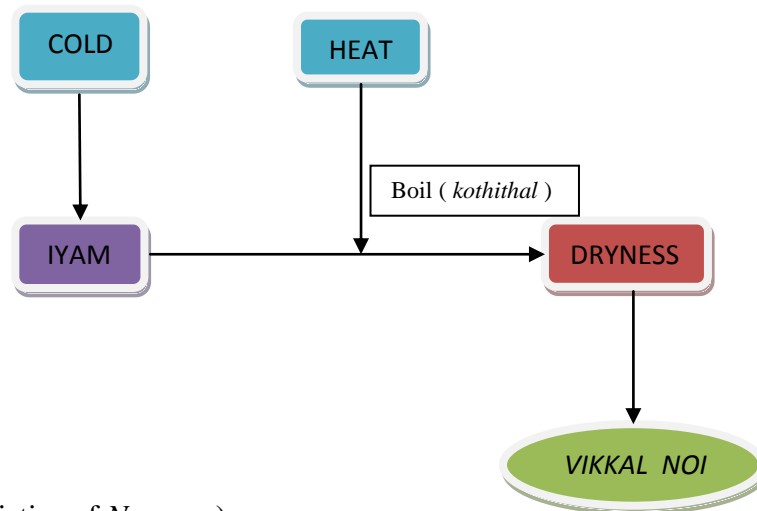 COLD
HEAT
Boil ( kothithal )
IYAM
DRYNESS
VIKKAL NOI